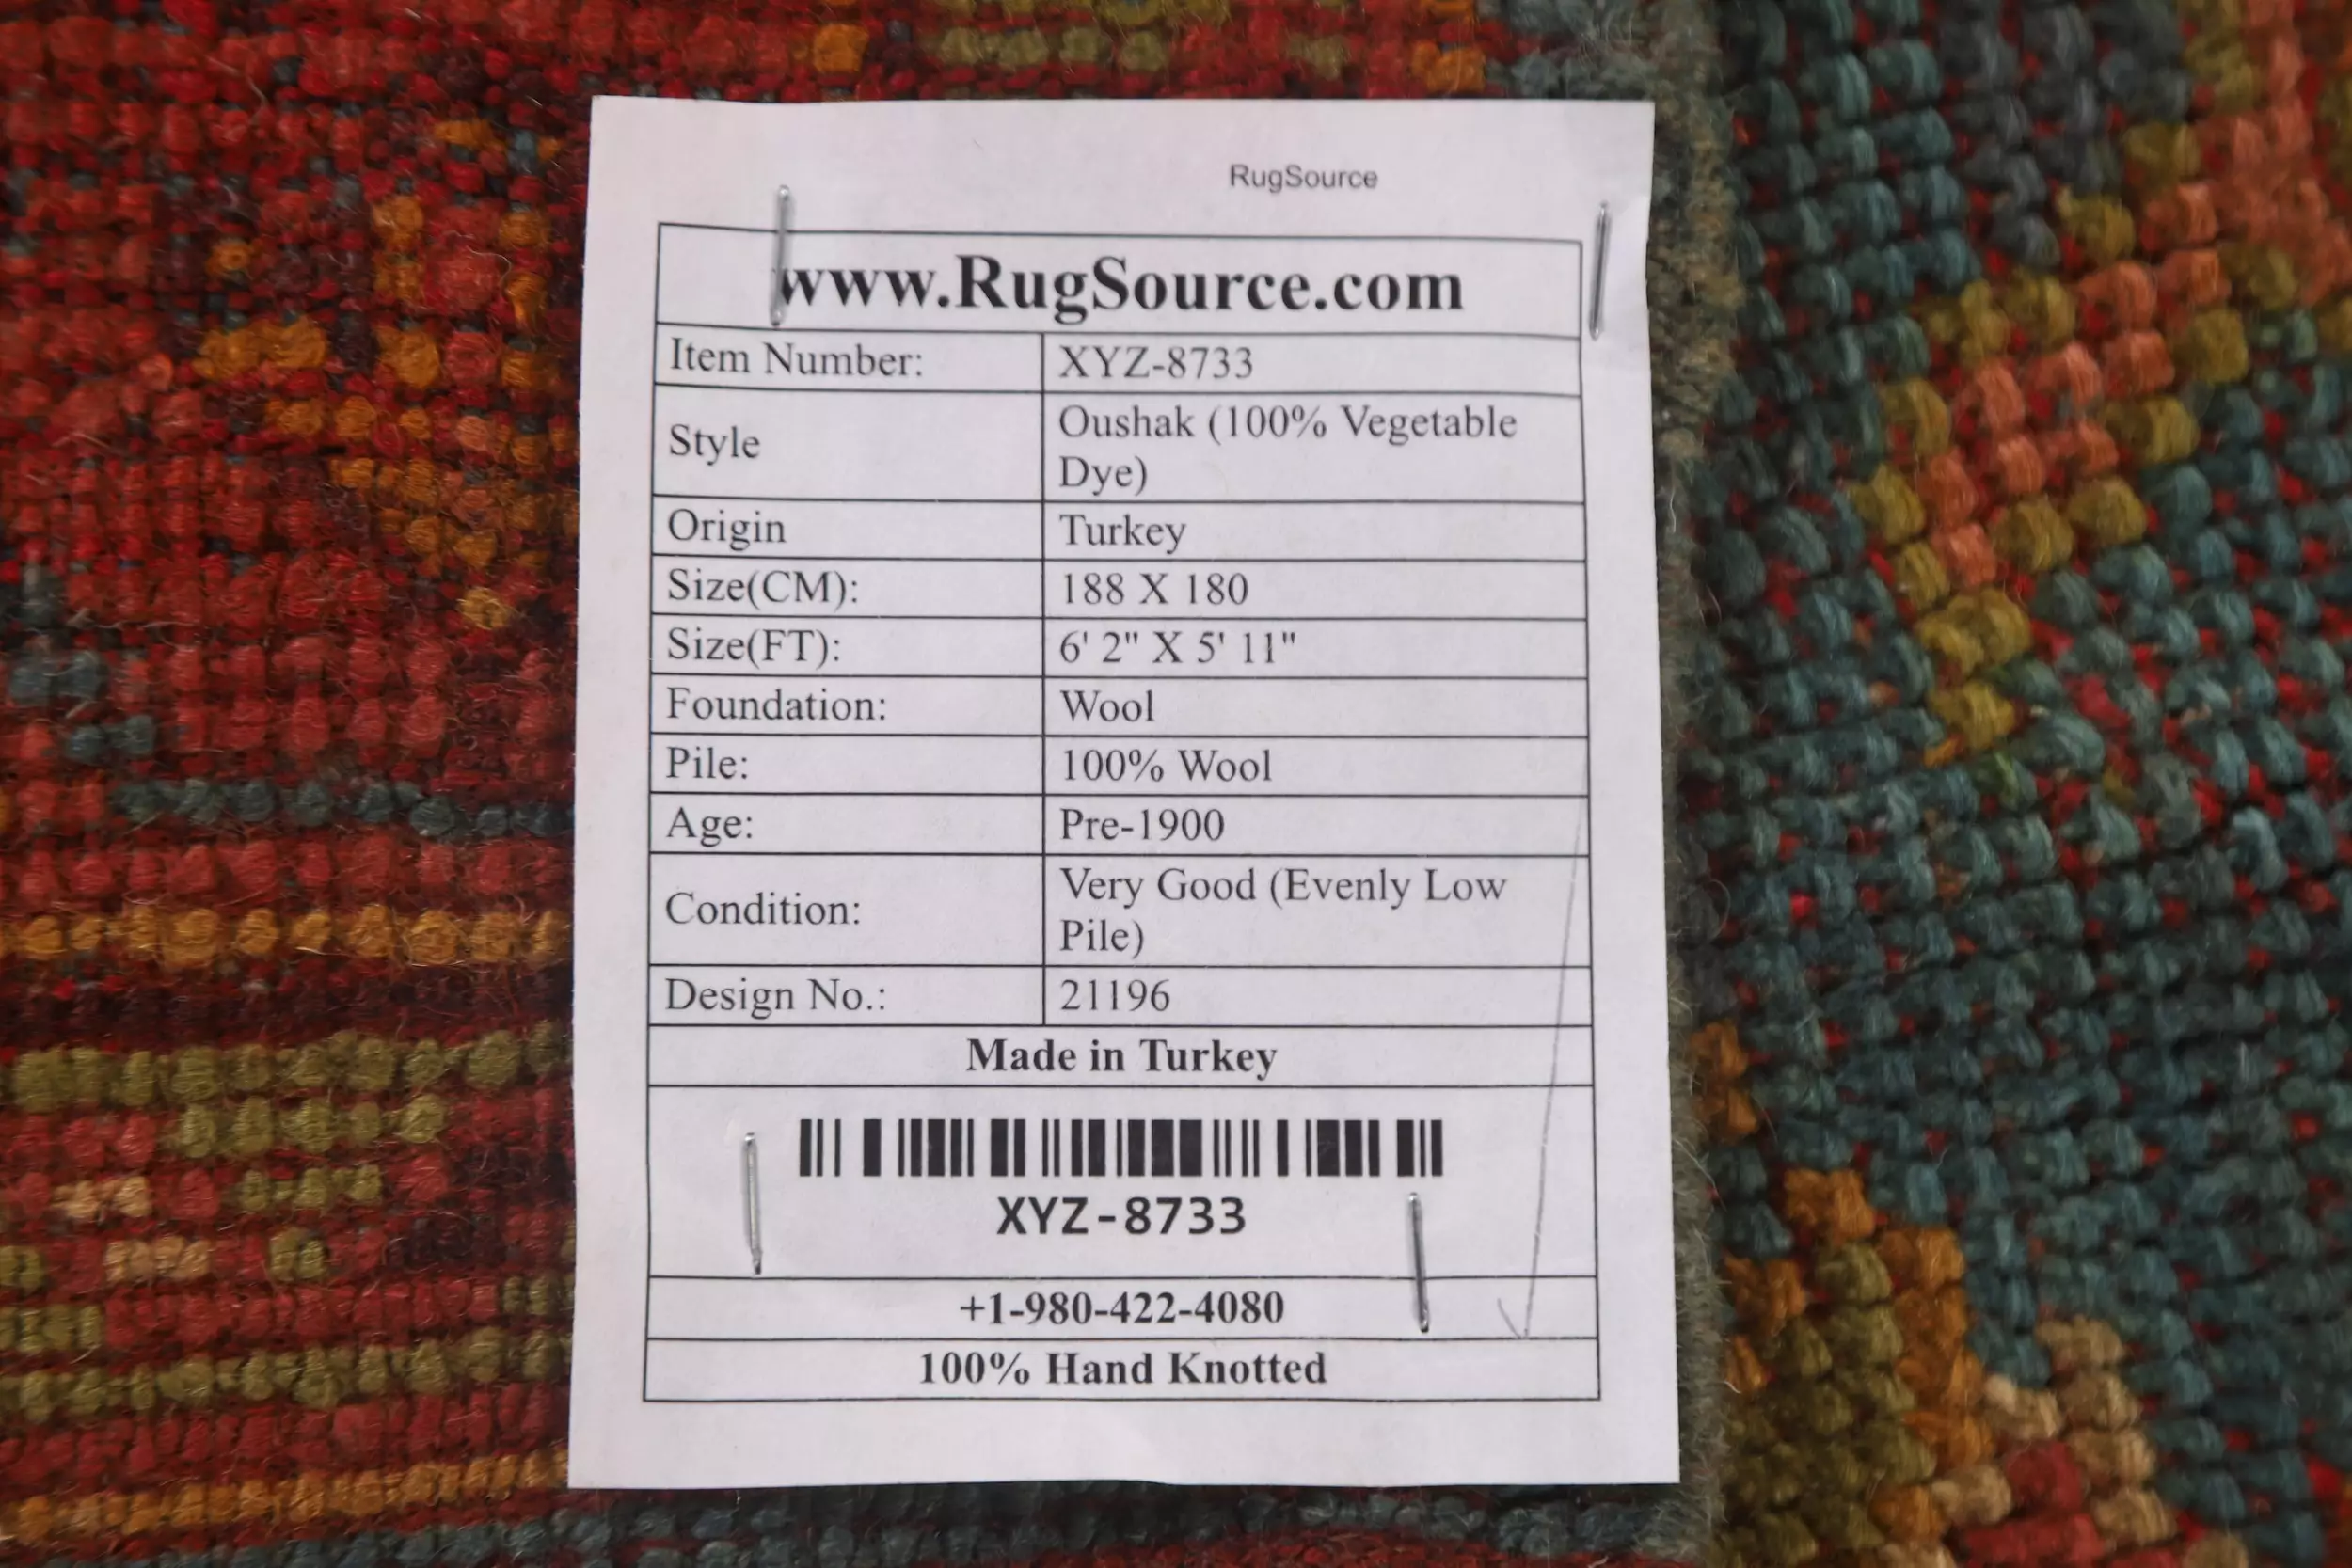 RugSource
www.RugSource.com
Item Number: XYZ-8733
Style Oushak (100% Vegetable
Dye)
Origin Turkey
Size(CM): 188 X 180
Size(FT): 6' 2" X 5' 11"
Foundation: Wool
Pile: 100% Wool
Age: Pre-1900
Condition: Very Good (Evenly Low
Pile)
Design No.: 21196
Made in Turkey
XYZ-8733
+1-980-422-4080
100% Hand Knotted